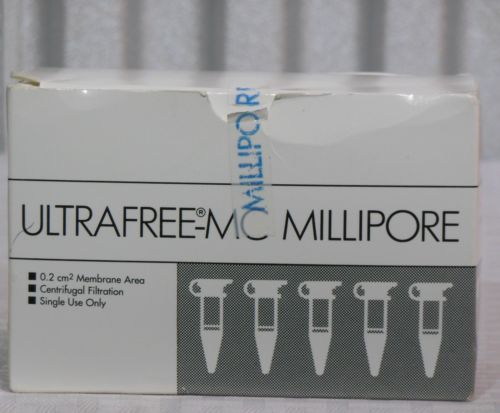 MILLIPORE
ULTRAFREE®-MC MILLIPORE
■ 0.2 cm² Membrane Area
■ Centrifugal Filtration
■ Single Use Only